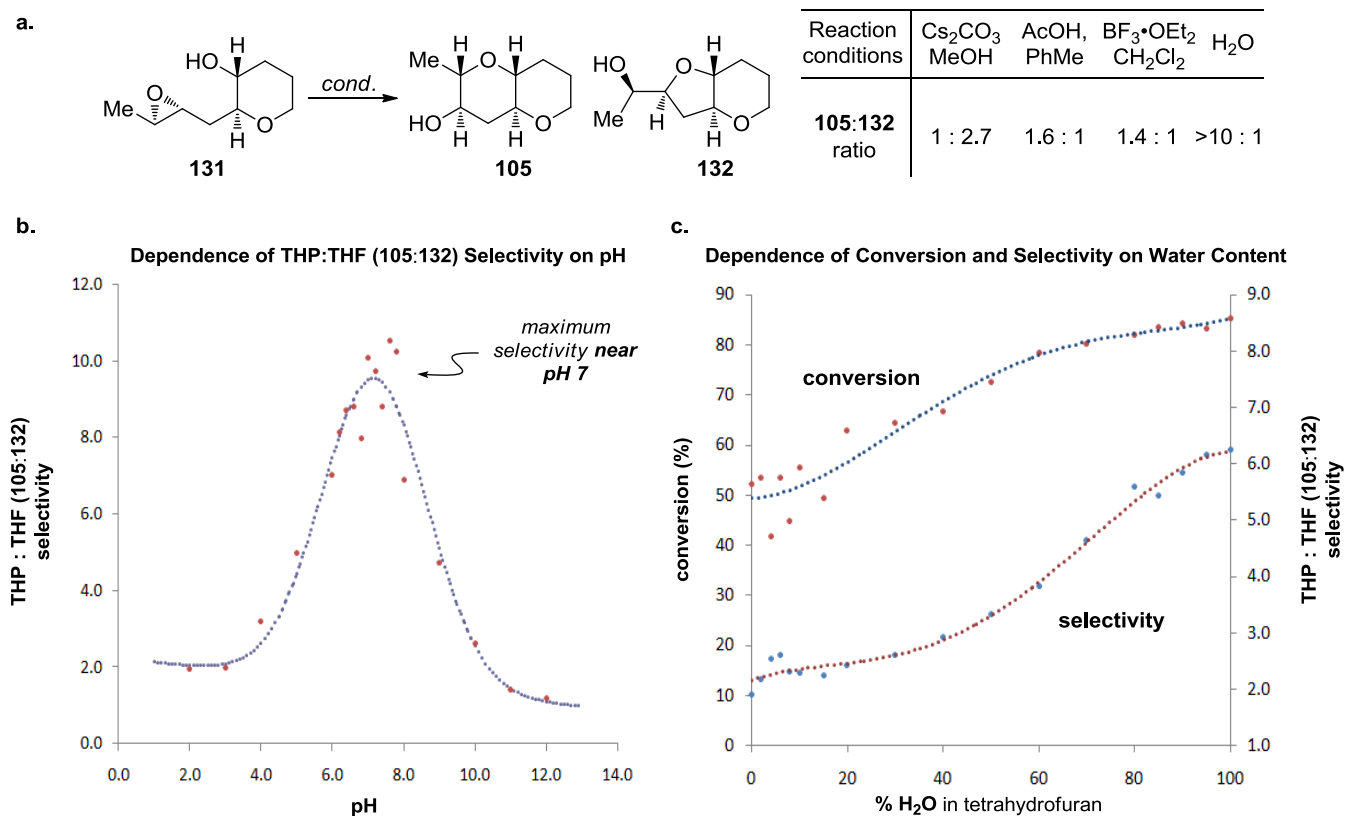 a.
HO
H
O
Me
H
O
131
cond.
H
Me
O
HO
H
H
O
105
HO
Me
H
O
H
H
O
132
Reaction conditions
Cs2CO3 MeOH
AcOH, PhMe
BF3•OEt2 CH2Cl2
H2O
105:132 ratio
1 : 2.7
1.6 : 1
1.4 : 1
>10 : 1
b.
Dependence of THP:THF (105:132) Selectivity on pH
THP : THF (105:132)
selectivity
12.0
10.0
8.0
6.0
4.0
2.0
0.0
maximum
selectivity near
pH 7
0.0 2.0 4.0 6.0 8.0 10.0 12.0 14.0
pH
c.
Dependence of Conversion and Selectivity on Water Content
conversion (%)
90
80
70
60
50
40
30
20
10
0
conversion
selectivity
9.0
8.0
7.0
6.0
5.0
4.0
3.0
2.0
1.0
THP : THF (105:132)
selectivity
0 20 40 60 80 100
% H2O in tetrahydrofuran